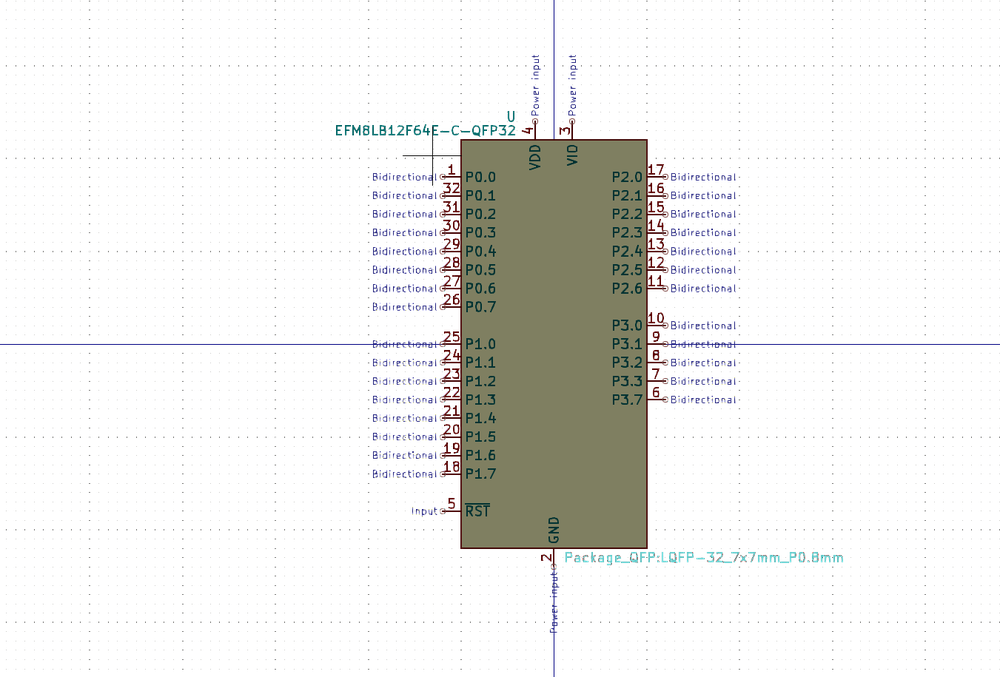 Power input Power input
U
EFM8LB12F64E-C-QFP32
4 3
VDD VIO
Bidirectional 1 P0.0 P2.0 17 Bidirectional
Bidirectional 32 P0.1 P2.1 16 Bidirectional
Bidirectional 31 P0.2 P2.2 15 Bidirectional
Bidirectional 30 P0.3 P2.3 14 Bidirectional
Bidirectional 29 P0.4 P2.4 13 Bidirectional
Bidirectional 28 P0.5 P2.5 12 Bidirectional
Bidirectional 27 P0.6 P2.6 11 Bidirectional
Bidirectional 26 P0.7
P3.0 10 Bidirectional
Bidirectional 25 P1.0 P3.1 9 Bidirectional
Bidirectional 24 P1.1 P3.2 8 Bidirectional
Bidirectional 23 P1.2 P3.3 7 Bidirectional
Bidirectional 22 P1.3 P3.7 6 Bidirectional
Bidirectional 21 P1.4
Bidirectional 20 P1.5
Bidirectional 19 P1.6
Bidirectional 18 P1.7
Input 5 RST
GND
2
Package_QFP:LQFP-32_7x7mm_P0.8mm
Power input